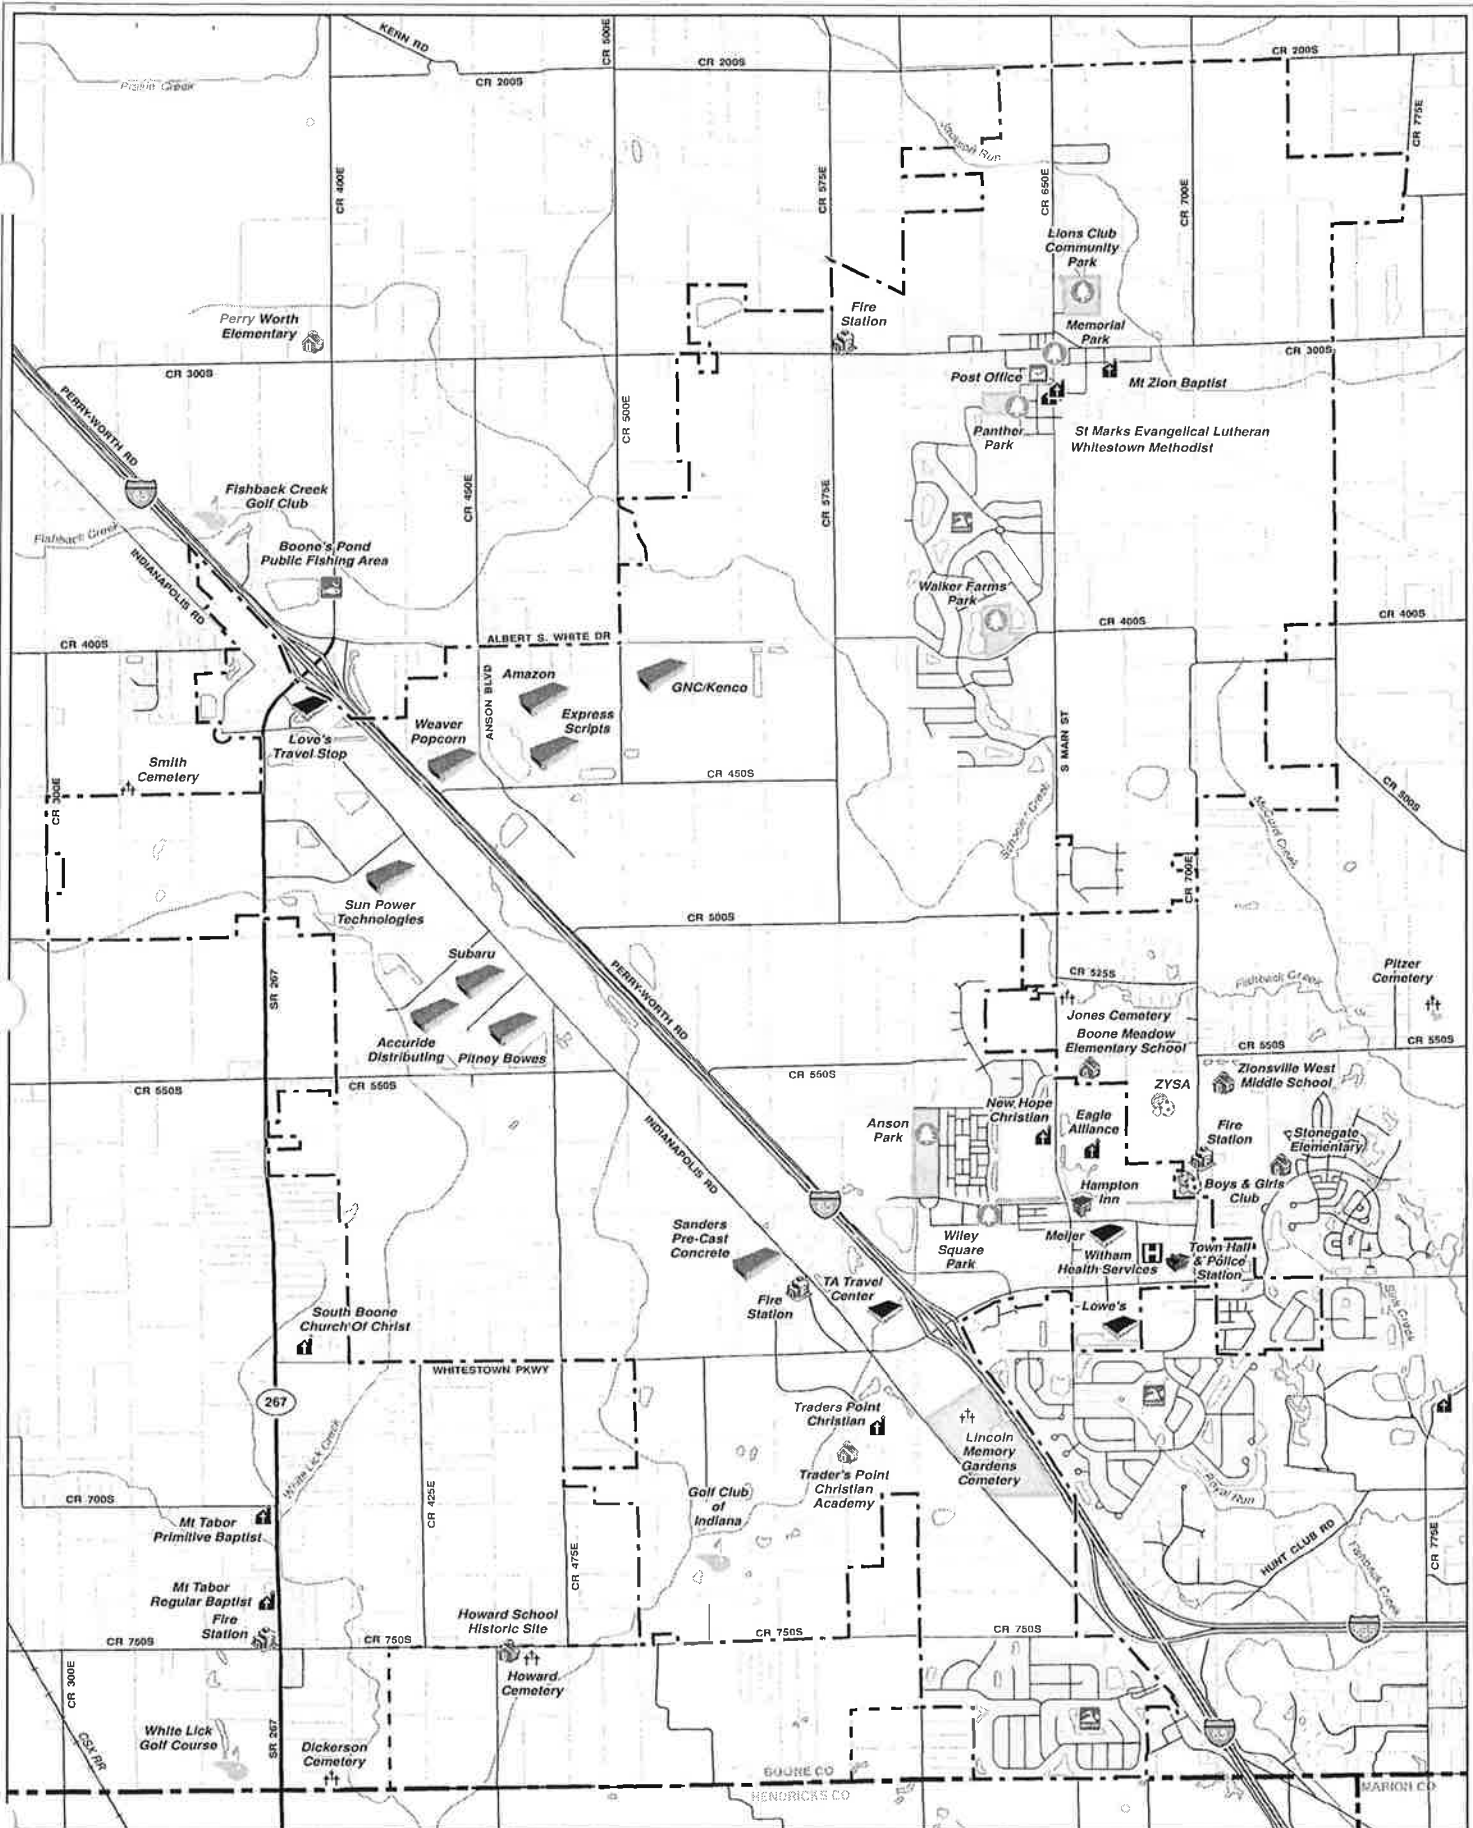 KERN RD
CR 500E
CR 200S
CR 200S
CR 200S
Prairie Creek
CR 775E
Jackson Run
CR 400E
CR 575E
CR 650E
CR 700E
Lions Club
Community
Park
Perry Worth
Elementary
Fire
Station
Memorial
Park
CR 300S
CR 300S
Post Office
Mt Zion Baptist
PERRY-WORTH RD
CR 500E
Panther
Park
St Marks Evangelical Lutheran
Whitestown Methodist
Fishback Creek
Golf Club
CR 450E
CR 575E
Fishback Creek
INDIANAPOLIS RD
Boone's Pond
Public Fishing Area
Walker Farms
Park
CR 400S
ALBERT S. WHITE DR
CR 400S
CR 400S
Amazon
GNC/Kenco
ANSON BLVD
Weaver
Popcorn
Express
Scripts
Love's
Travel Stop
S MAIN ST
Smith
Cemetery
CR 450S
CR 300E
CR 500S
Schooler Creek
McCord Creek
Sun Power
Technologies
CR 700E
CR 500S
Subaru
SR 267
PERRY-WORTH RD
CR 525S
Fishback Creek
Pitzer
Cemetery
Jones Cemetery
Accuride
Distributing
Pitney Bowes
Boone Meadow
Elementary School
CR 550S
CR 550S
CR 550S
CR 550S
CR 550S
Zionsville West
Middle School
ZYSA
INDIANAPOLIS RD
Anson
Park
New Hope
Christian
Eagle
Alliance
Fire
Station
Stonegate
Elementary
Hampton
Inn
Boys & Girls
Club
Sanders
Pre-Cast
Concrete
Wiley
Square
Park
Meijer
Witham
Health Services
H
Town Hall
& Police
Station
TA Travel
Center
Fire
Station
Lowe's
South Boone
Church Of Christ
WHITESTOWN PKWY
267
Traders Point
Christian
Lincoln
Memory
Gardens
Cemetery
White Lick Creek
CR 425E
Golf Club
of
Indiana
Trader's Point
Christian
Academy
Royal Run
CR 700S
Mt Tabor
Primitive Baptist
CR 475E
HUNT CLUB RD
Fishback Creek
CR 775E
Mt Tabor
Regular Baptist
Fire
Station
Howard School
Historic Site
CR 750S
CR 750S
CR 750S
CR 750S
CR 300E
Howard
Cemetery
CSX RR
White Lick
Golf Course
SR 267
Dickerson
Cemetery
BOONE CO
HENDRICKS CO
MARION CO